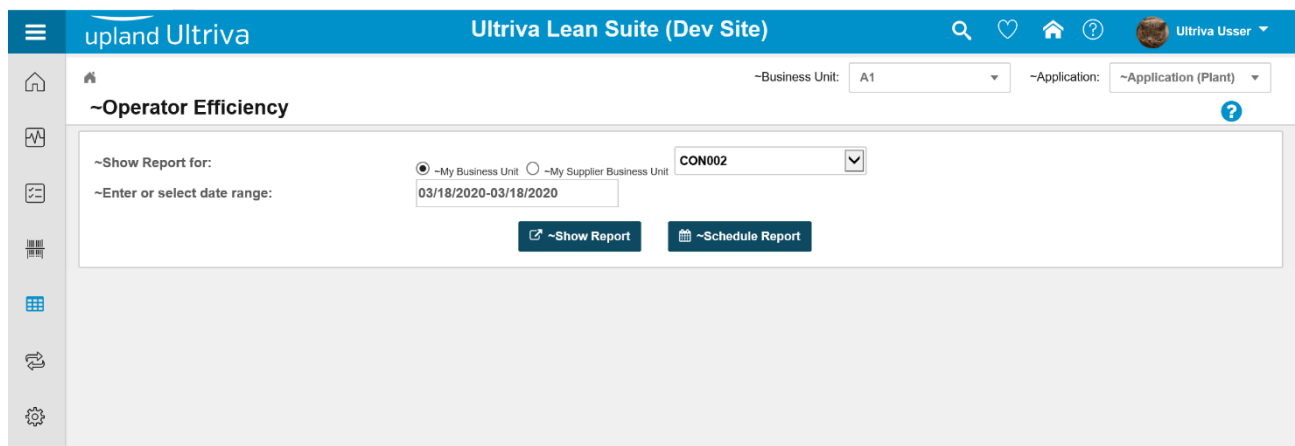 upland Ultriva
Ultriva Lean Suite (Dev Site)
Ultriva Usser
~Business Unit: A1
~Application: ~Application (Plant)
~Operator Efficiency
~Show Report for:
~My Business Unit ~My Supplier Business Unit CON002
~Enter or select date range: 03/18/2020-03/18/2020
~Show Report ~Schedule Report